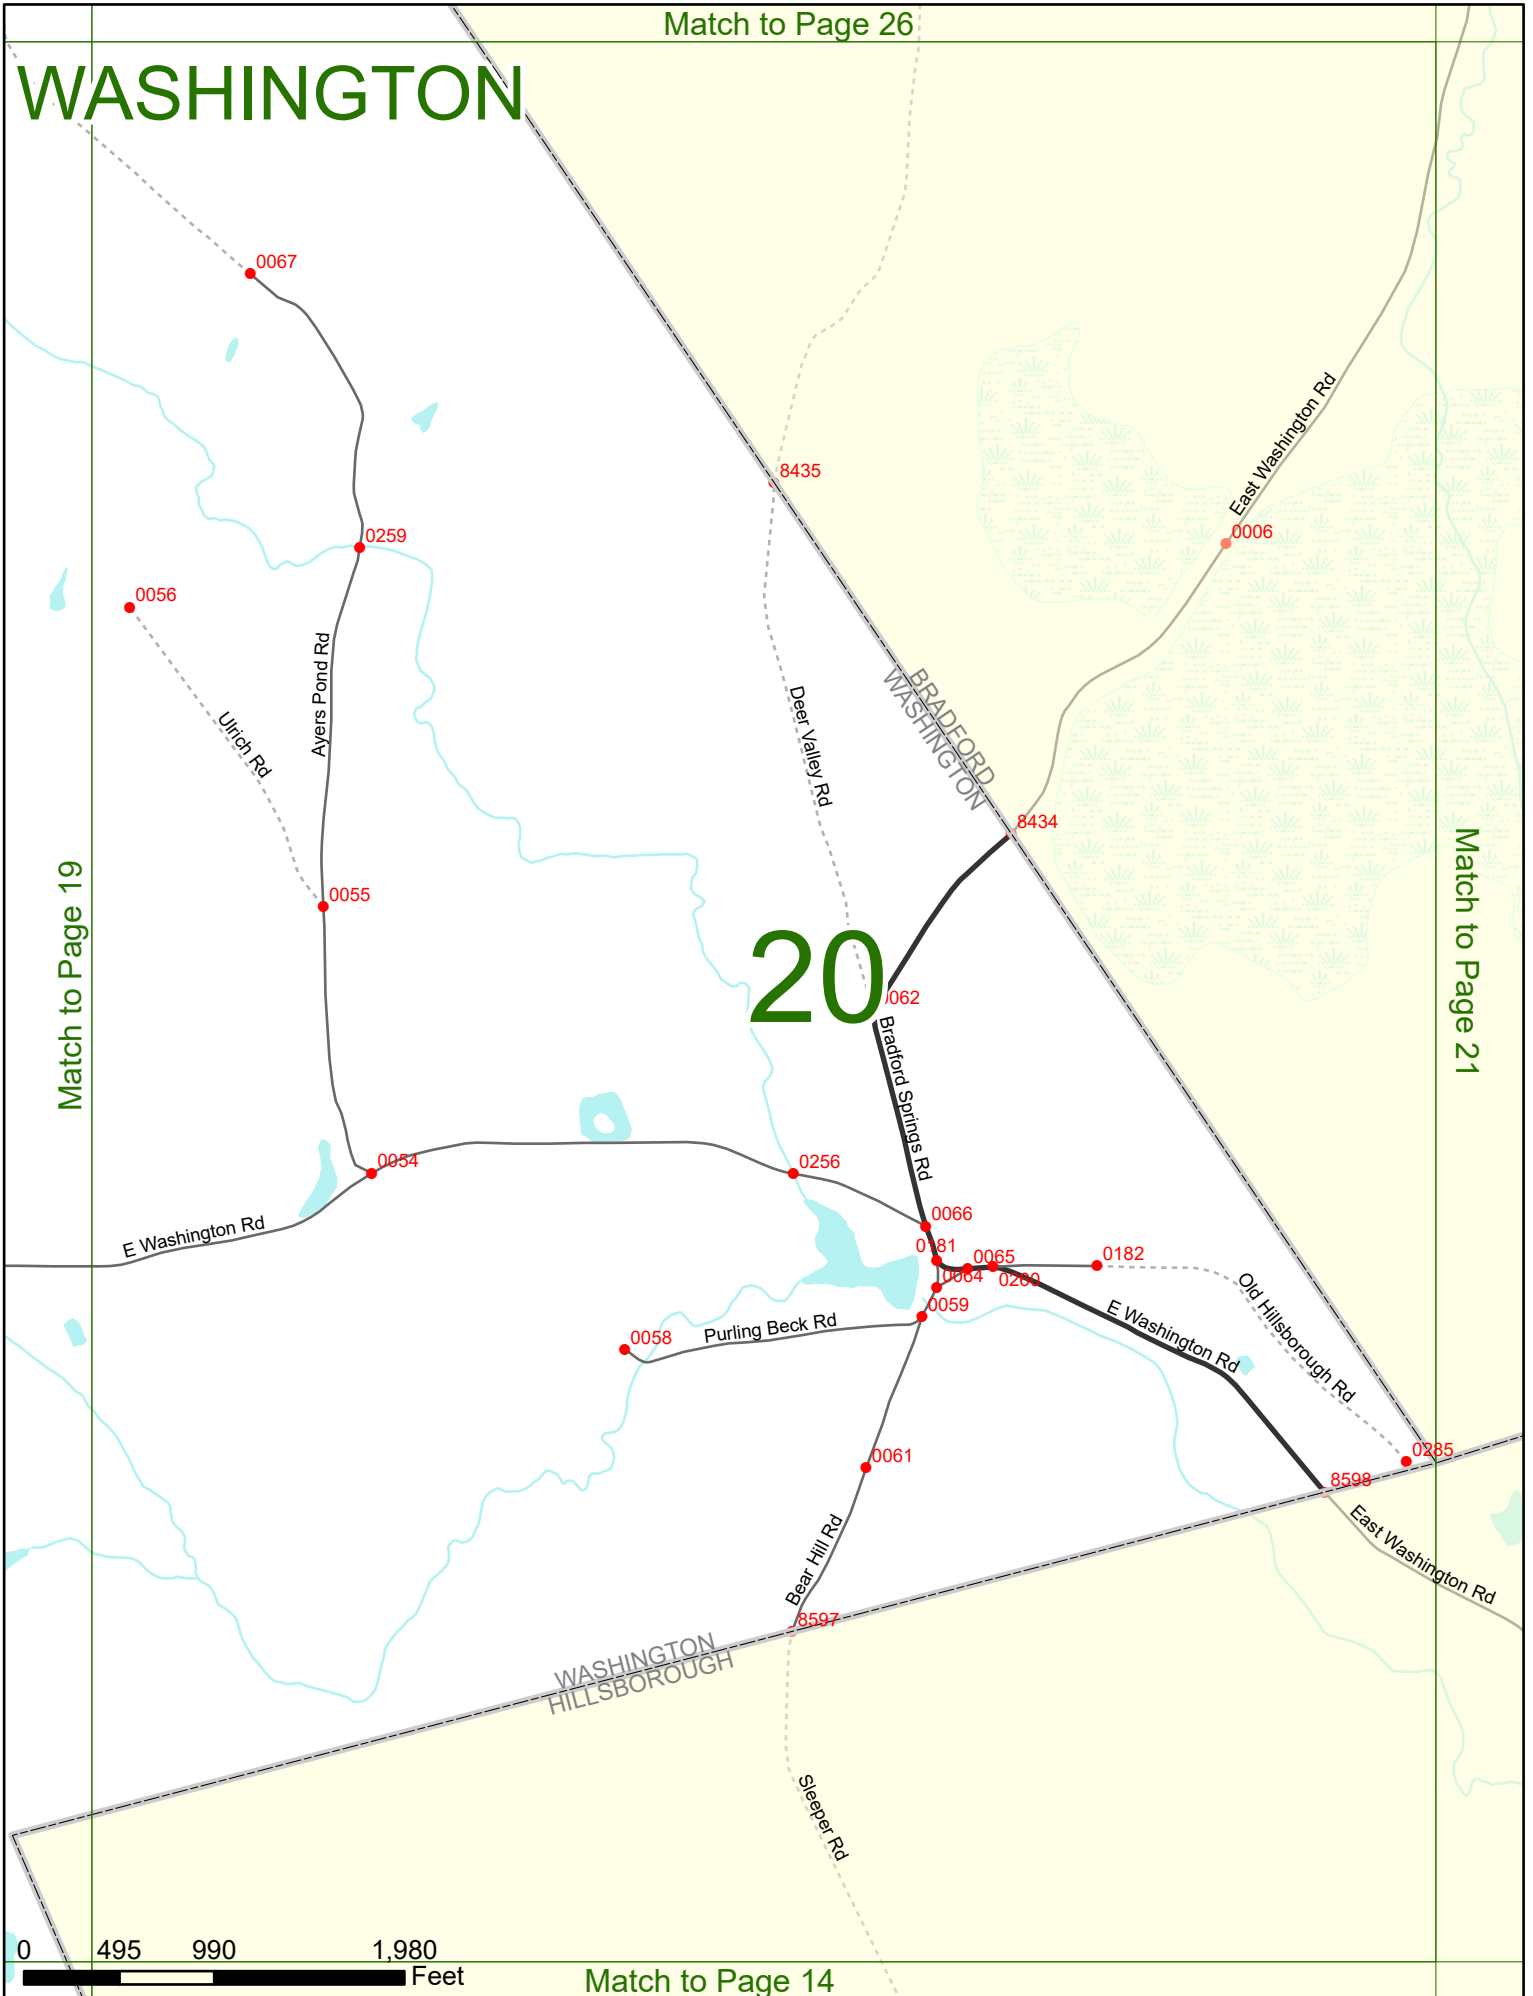 Match to Page 26
WASHINGTON
0067
8435
East Washington Rd
0259
0006
0056
Ayers Pond Rd
Ulrich Rd
Deer Valley Rd
BRADFORD
WASHINGTON
8434
Match to Page 19
Match to Page 21
0055
20
0062
Bradford Springs Rd
0054
0256
E Washington Rd
0066
0181
0065
0182
0064
0260
0059
Old Hillsborough Rd
E Washington Rd
0058
Purling Beck Rd
0061
0285
8598
East Washington Rd
Bear Hill Rd
8597
WASHINGTON
HILLSBOROUGH
Sleeper Rd
0 495 990 1,980
Feet
Match to Page 14